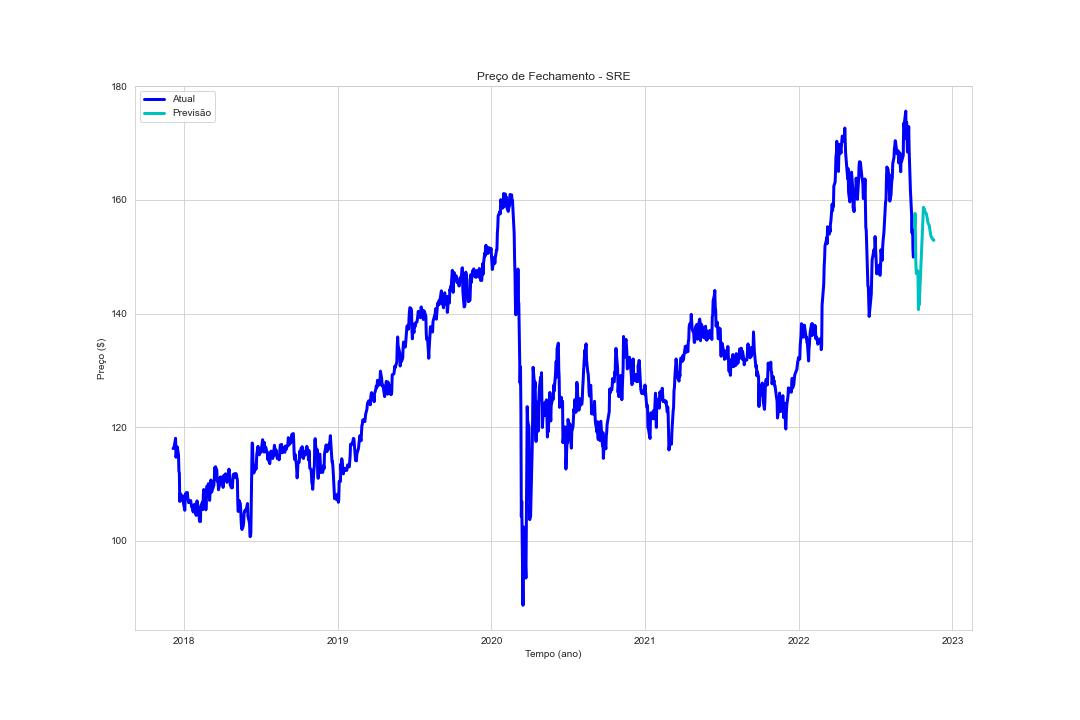 Preço de Fechamento - SRE
Atual
Previsão
180
160
140
120
100
Preço ($)
2018 2019 2020 2021 2022 2023
Tempo (ano)